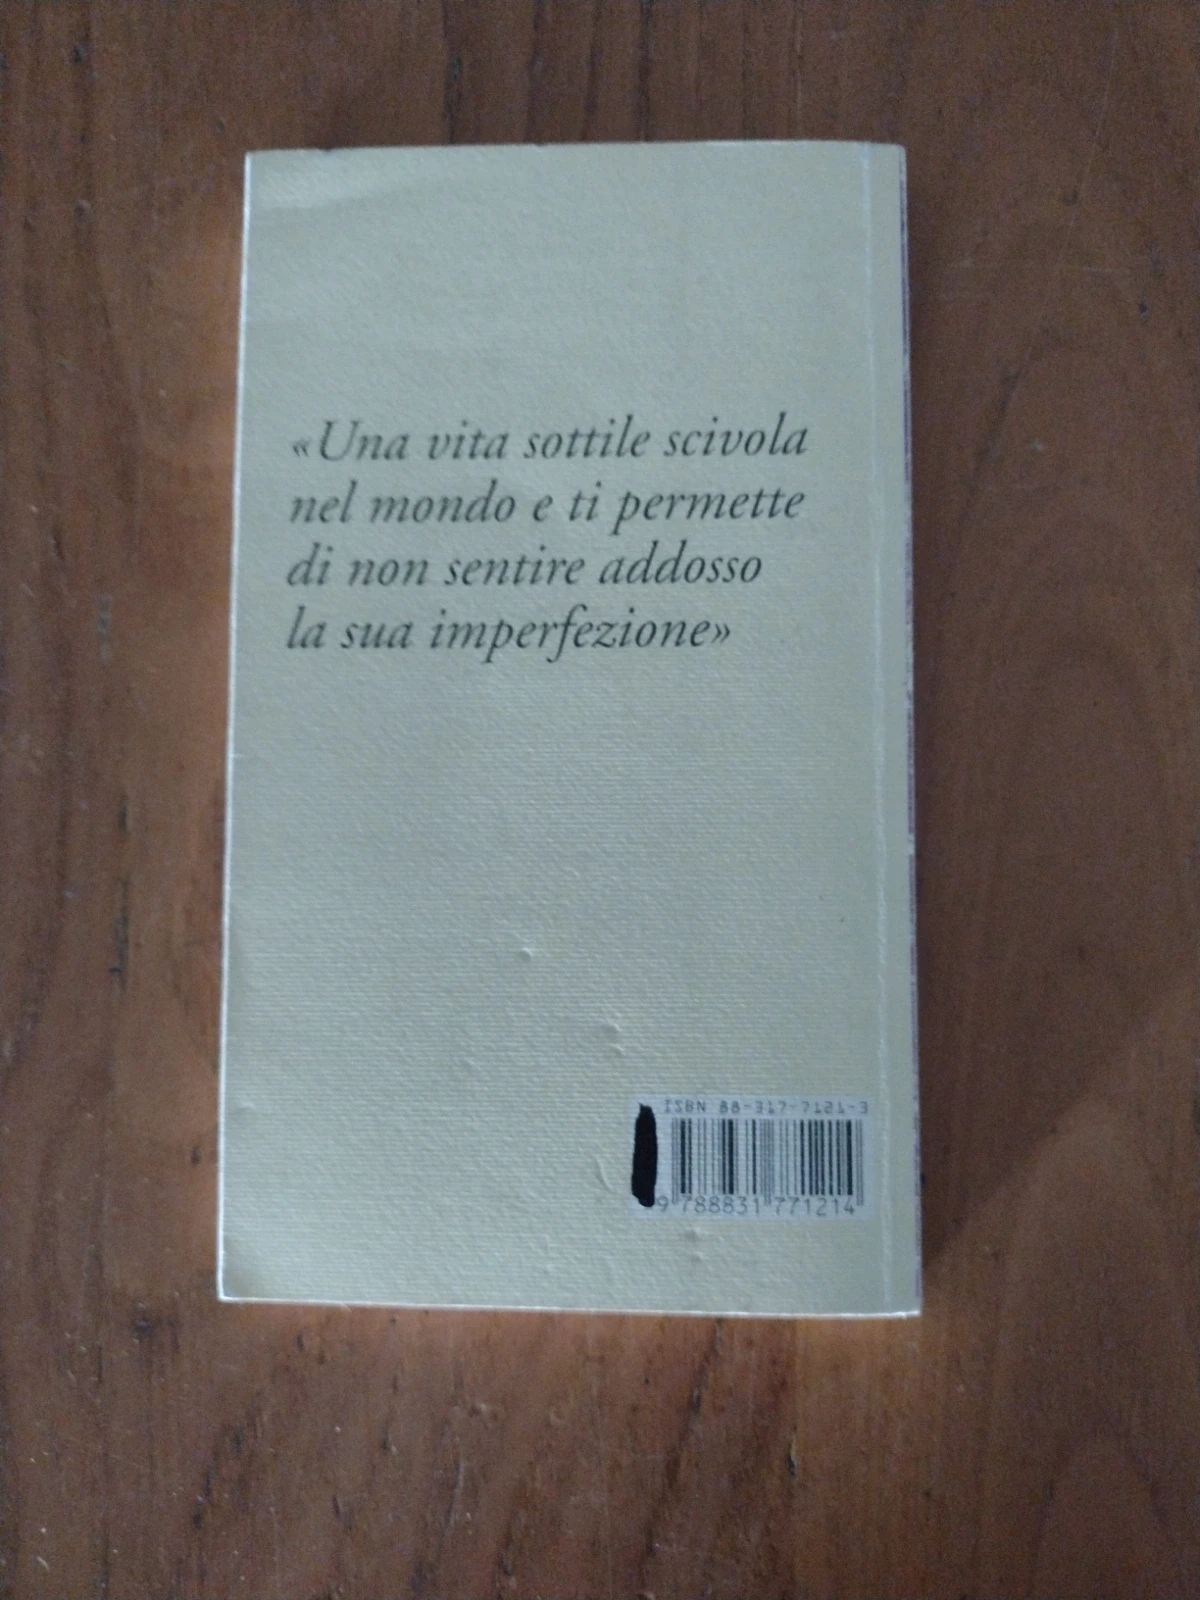 «Una vita sottile scivola
nel mondo e ti permette
di non sentire addosso
la sua imperfezione»
ISBN 88-317-7121-3
9 788831 771214